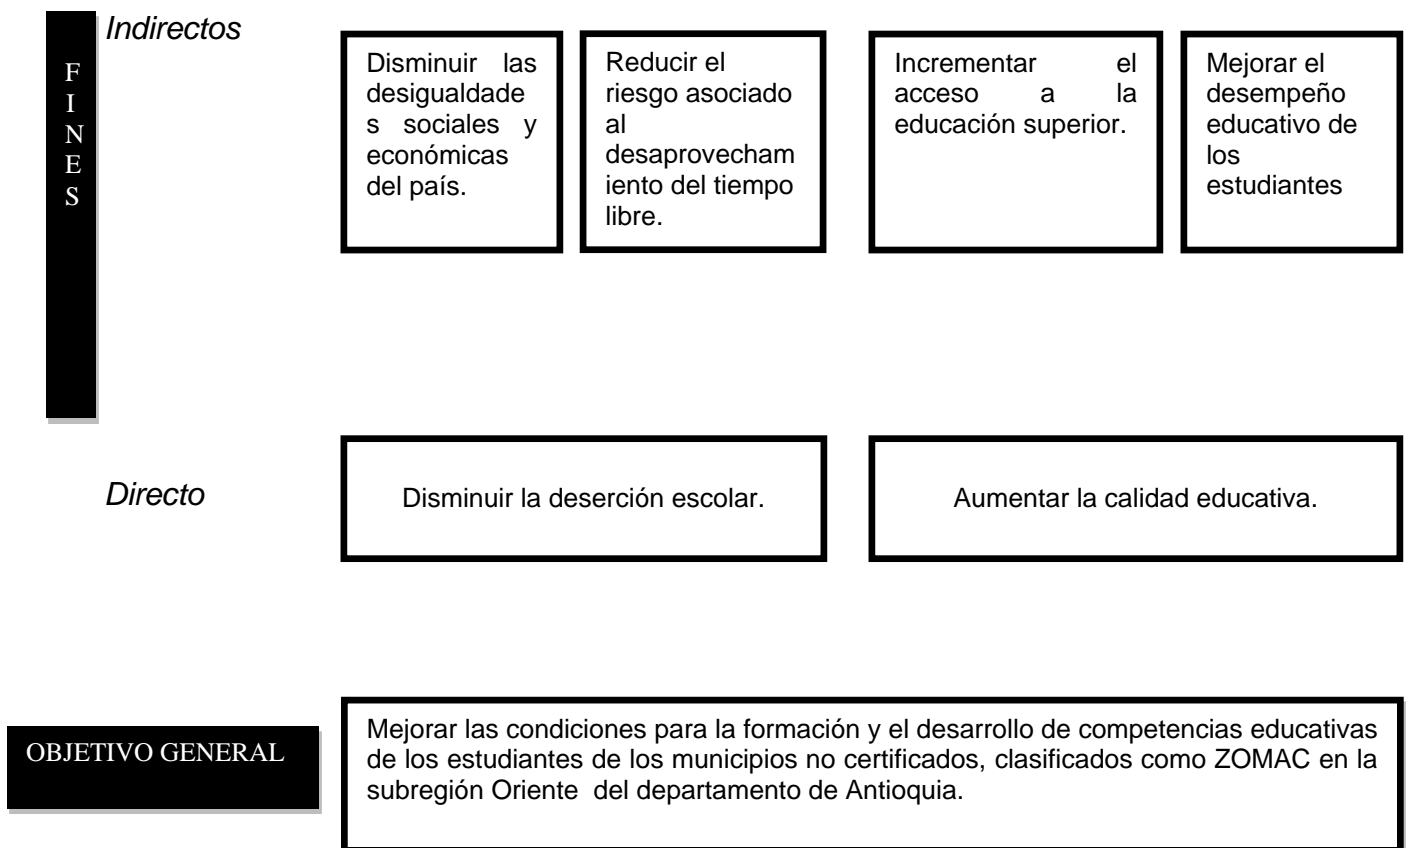 Indirectos
F
I
N
E
S
Disminuir las
desigualdade
s sociales y
económicas
del país.
Reducir el
riesgo asociado
al
desaprovecham
iento del tiempo
libre.
Incrementar el
acceso a la
educación superior.
Mejorar el
desempeño
educativo de
los
estudiantes
Directo
Disminuir la deserción escolar.
Aumentar la calidad educativa.
OBJETIVO GENERAL
Mejorar las condiciones para la formación y el desarrollo de competencias educativas
de los estudiantes de los municipios no certificados, clasificados como ZOMAC en la
subregión Oriente del departamento de Antioquia.